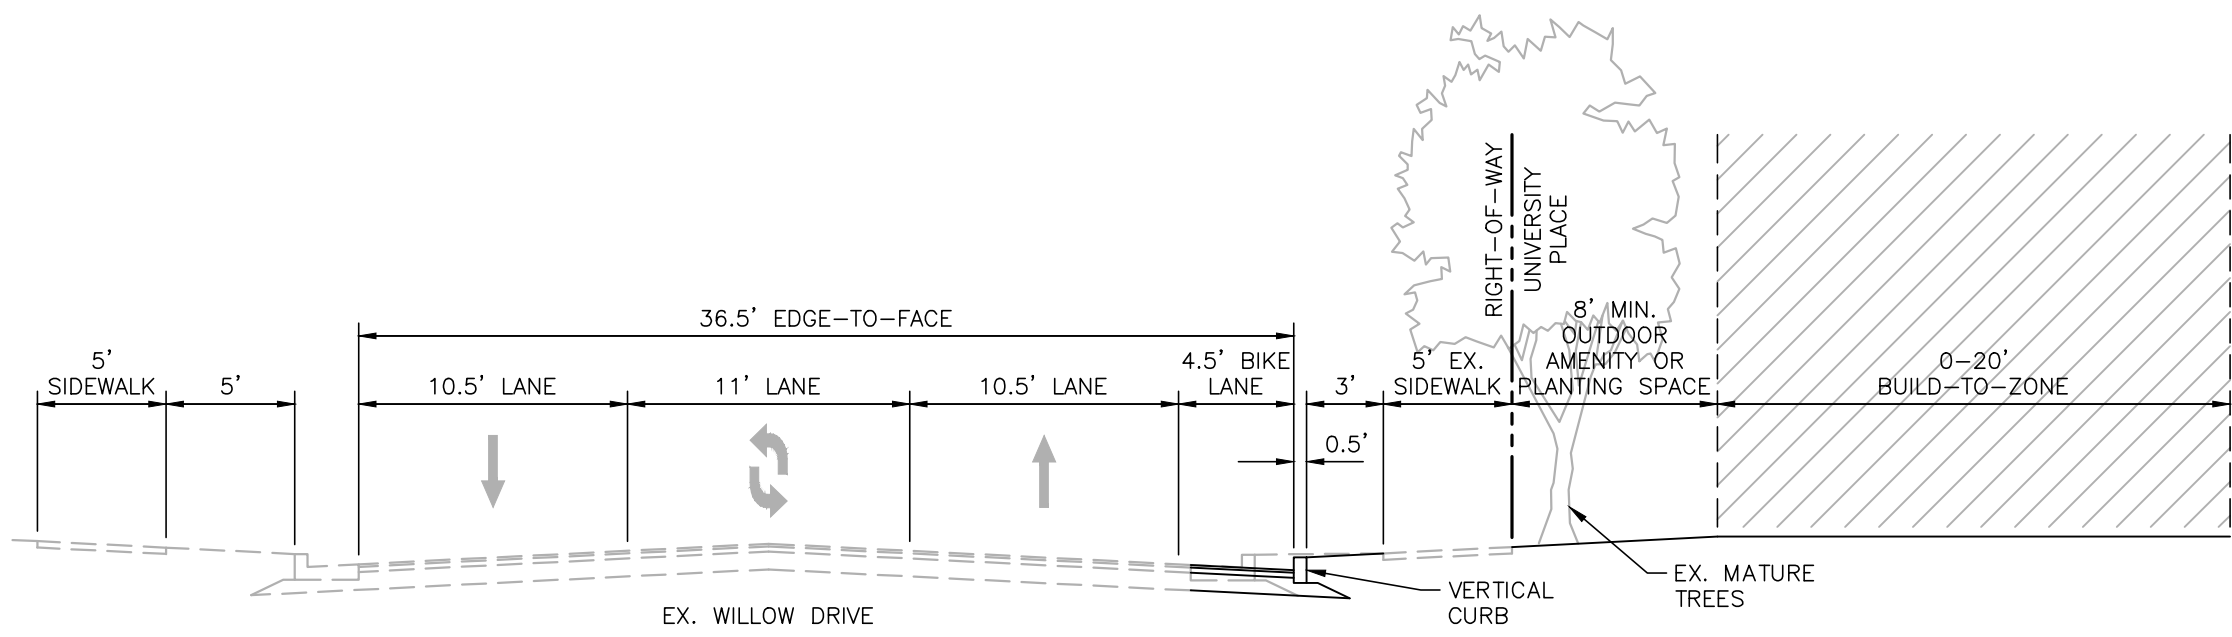 RIGHT-OF-WAY
UNIVERSITY
PLACE
36.5' EDGE-TO-FACE
5'
SIDEWALK
5'
10.5' LANE
11' LANE
10.5' LANE
4.5' BIKE
LANE
3'
0.5'
5' EX.
SIDEWALK
8' MIN.
OUTDOOR
AMENITY OR
PLANTING SPACE
0-20'
BUILD-TO-ZONE
VERTICAL
CURB
EX. MATURE
TREES
EX. WILLOW DRIVE